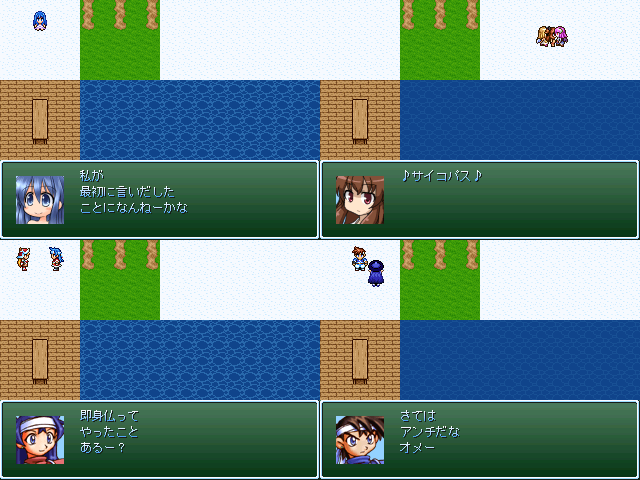 私が
最初に言いだした
ことになんねーかな
♪サイコパス♪
即身仏って
やったこと
あるー？
さては
アンチだな
オメー